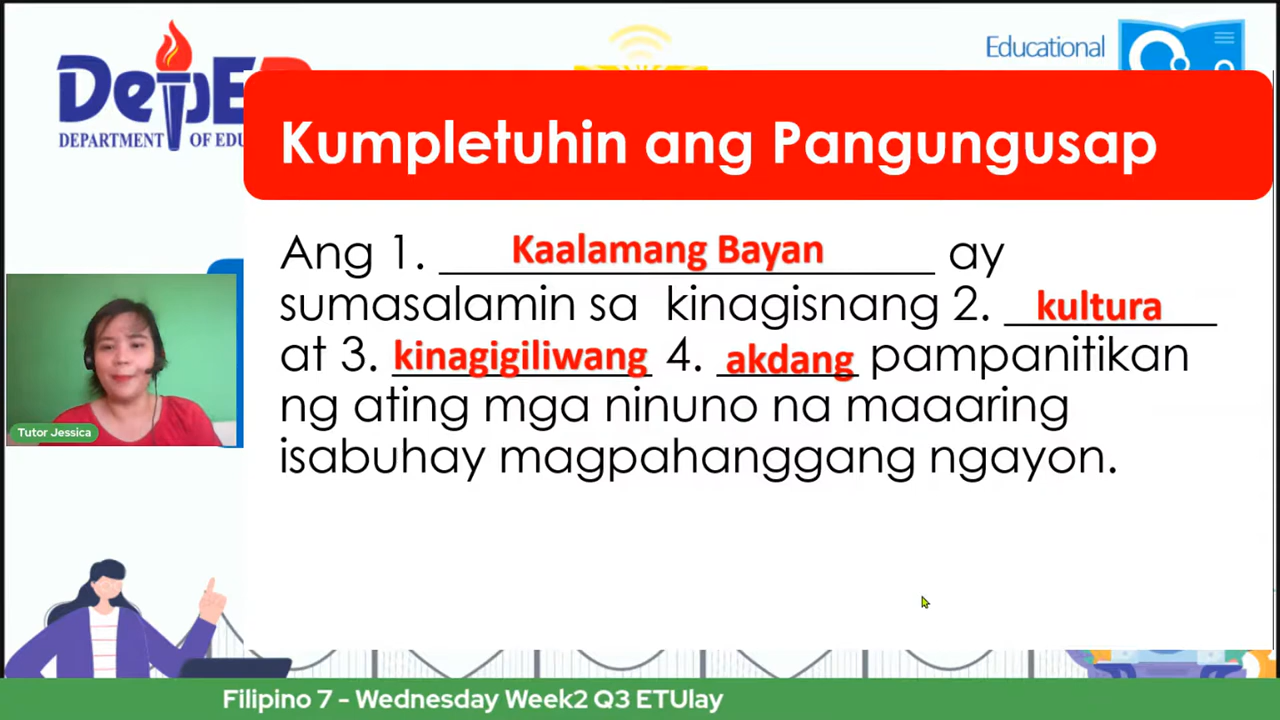 DepE
DEPARTMENT OF EDU
Educational
Kumpletuhin ang Pangungusap
Ang 1. Kaalamang Bayan ay
sumasalamin sa kinagisnang 2. kultura
at 3. kinagigiliwang 4. akdang pampanitikan
ng ating mga ninuno na maaaring
isabuhay magpahanggang ngayon.
Tutor Jessica
Filipino 7 - Wednesday Week2 Q3 ETUlay